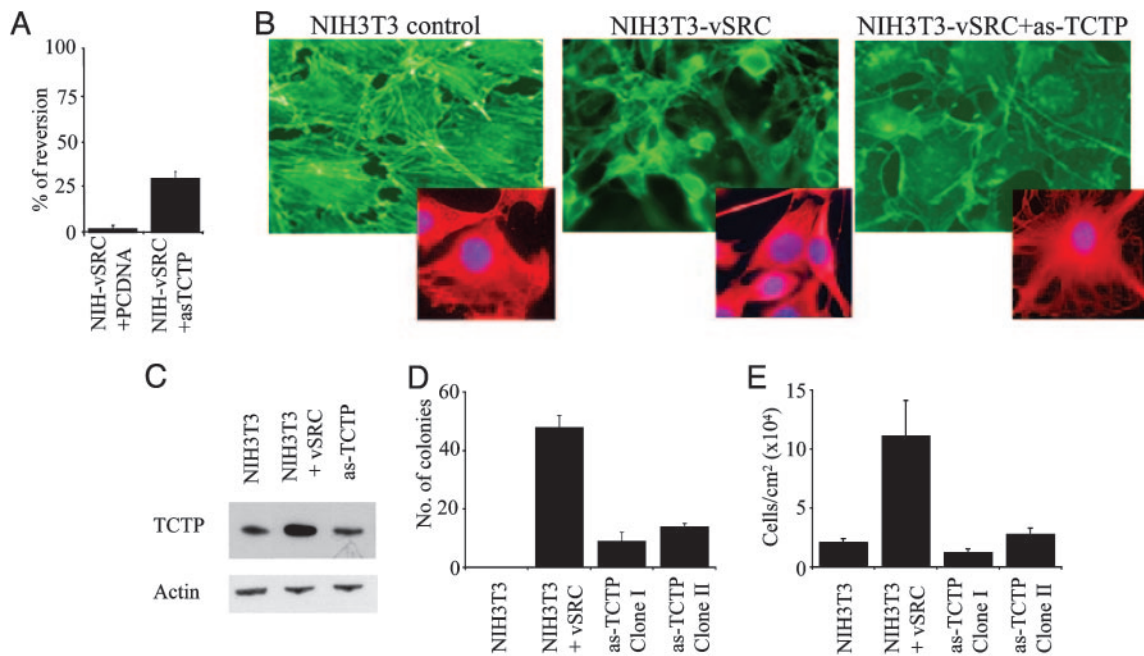 A
% of reversion
100
75
50
25
0
NIH-vSRC
+PCDNA
NIH-vSRC
+asTCTP
B
NIH3T3 control
NIH3T3-vSRC
NIH3T3-vSRC+as-TCTP
C
NIH3T3
NIH3T3
+ vSRC
as-TCTP
TCTP
Actin
D
No. of colonies
60
40
20
0
NIH3T3
NIH3T3
+ vSRC
as-TCTP
Clone I
as-TCTP
Clone II
E
Cells/cm² (x10⁴)
15
10
5
0
NIH3T3
NIH3T3
+ vSRC
as-TCTP
Clone I
as-TCTP
Clone II